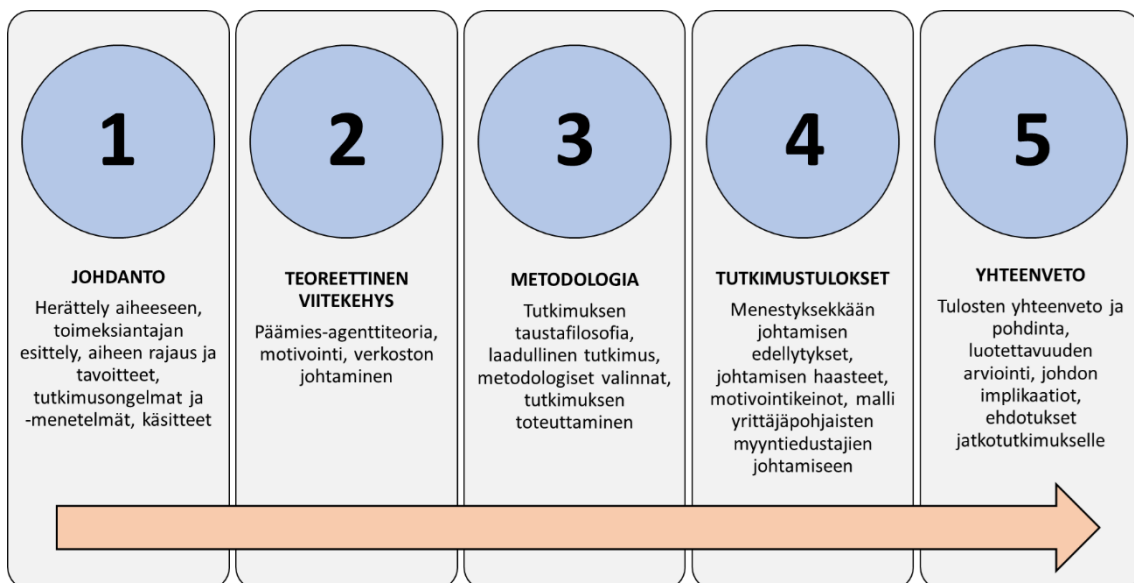 1
JOHDANTO
Herättely aiheeseen,
toimeksiantajan
esittely, aiheen rajaus ja
tavoitteet,
tutkimusongelmat ja
-menetelmät, käsitteet
2
TEOREETTINEN
VIITEKEHYS
Päämies-agenttiteoria,
motivointi, verkoston
johtaminen
3
METODOLOGIA
Tutkimuksen
taustafilosofia,
laadullinen tutkimus,
metodologiset valinnat,
tutkimuksen
toteuttaminen
4
TUTKIMUSTULOKSET
Menestyksekkään
johtamisen
edellytykset,
johtamisen haasteet,
motivointikeinot, malli
yrittäjäpohjaisten
myyntiedustajien
johtamiseen
5
YHTEENVETO
Tulosten yhteenveto ja
pohdinta,
luotettavuuden
arviointi, johdon
implikaatiot,
ehdotukset
jatkotutkimukselle